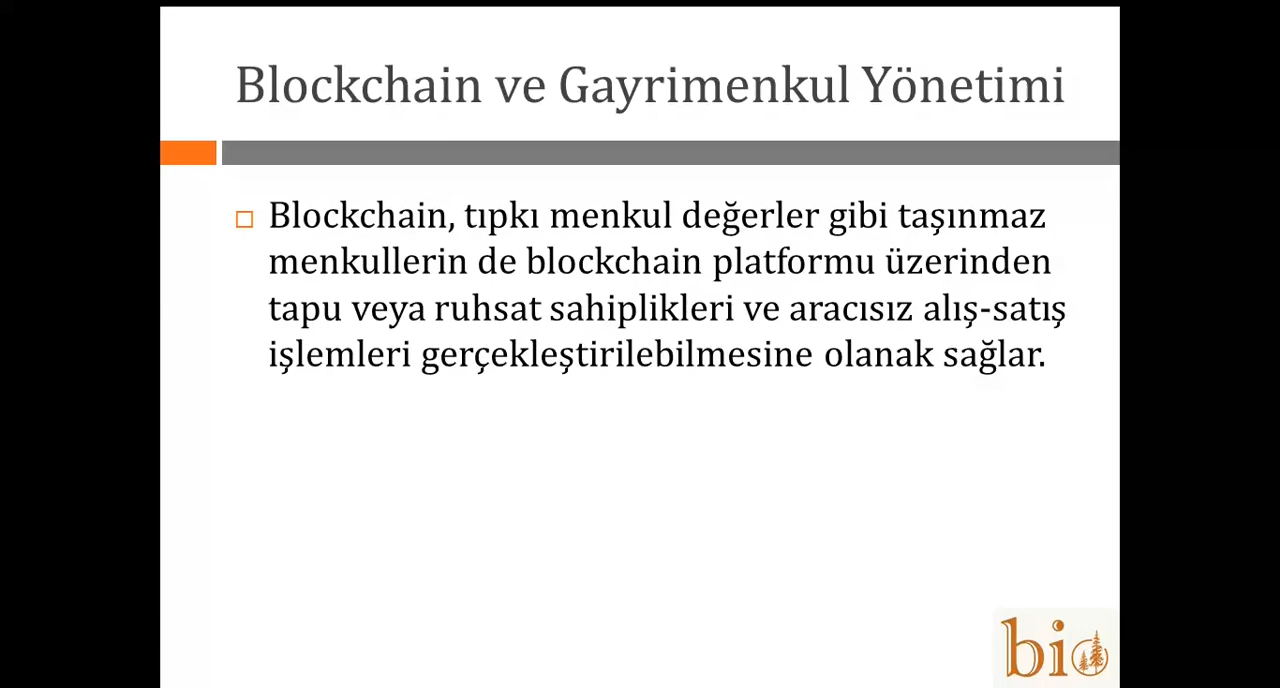 Blockchain ve Gayrimenkul Yönetimi
Blockchain, tıpkı menkul değerler gibi taşınmaz
menkullerin de blockchain platformu üzerinden
tapu veya ruhsat sahiplikleri ve aracısız alış-satış
işlemleri gerçekleştirilebilmesine olanak sağlar.
bio